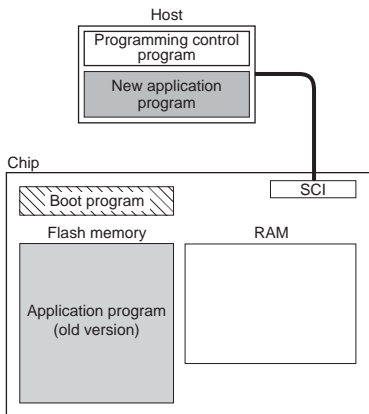 Host
Programming control
program
New application
program
Chip
SCI
Boot program
Flash memory
RAM
Application program
(old version)